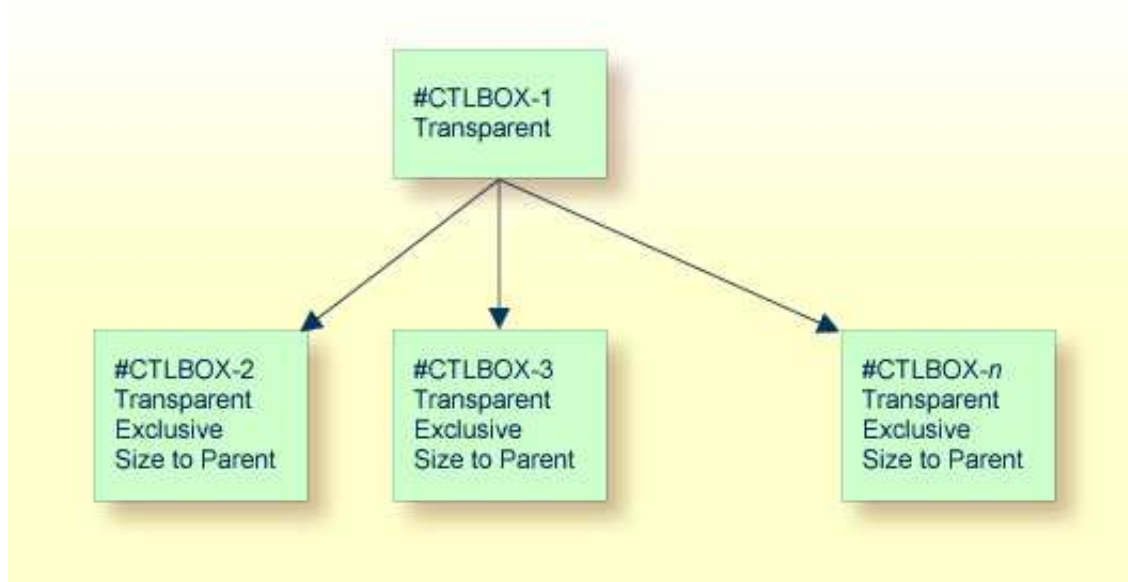 #CTLBOX-1
Transparent
#CTLBOX-2
Transparent
Exclusive
Size to Parent
#CTLBOX-3
Transparent
Exclusive
Size to Parent
#CTLBOX-n
Transparent
Exclusive
Size to Parent